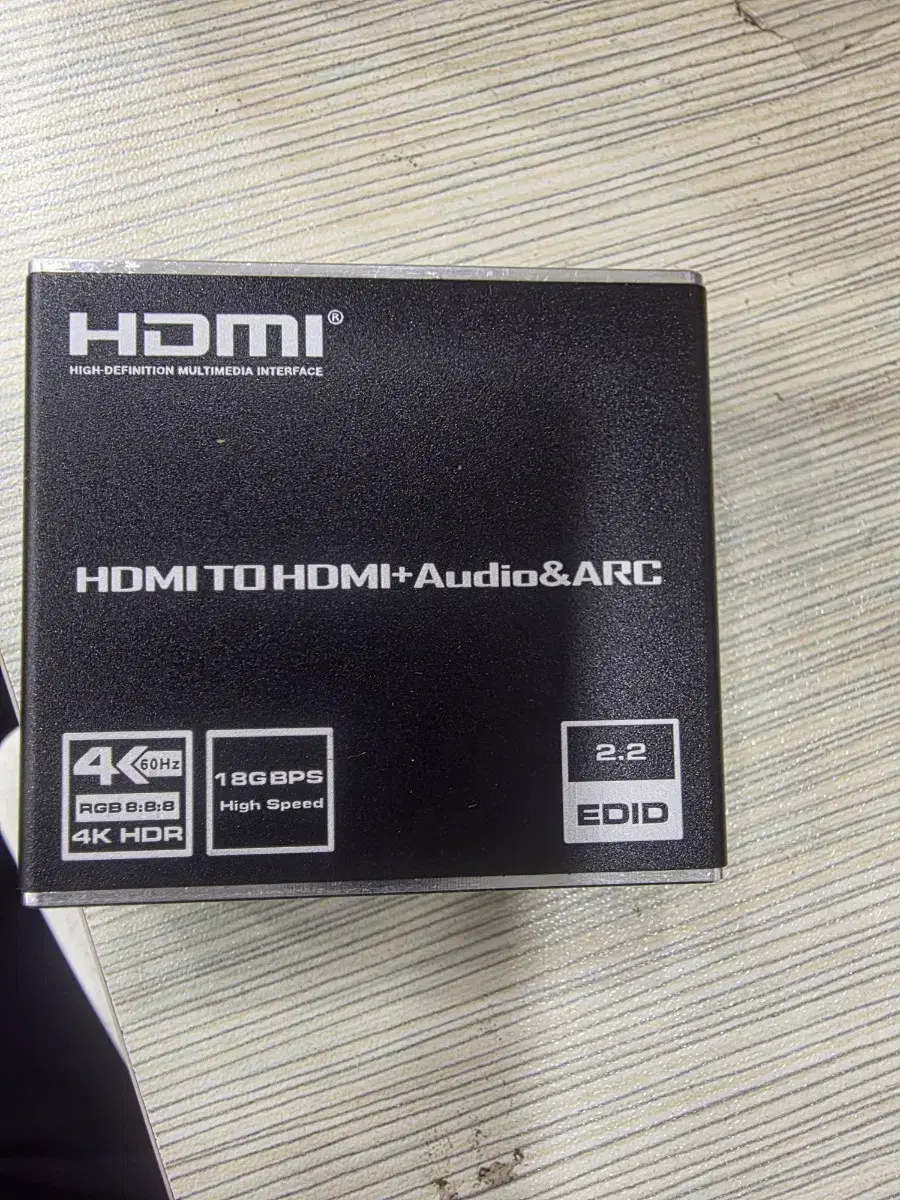 HDMI®
HIGH-DEFINITION MULTIMEDIA INTERFACE
HDMI TO HDMI+Audio&ARC
4K 60Hz
RGB 8:8:8
4K HDR
18GBPS
High Speed
2.2
EDID